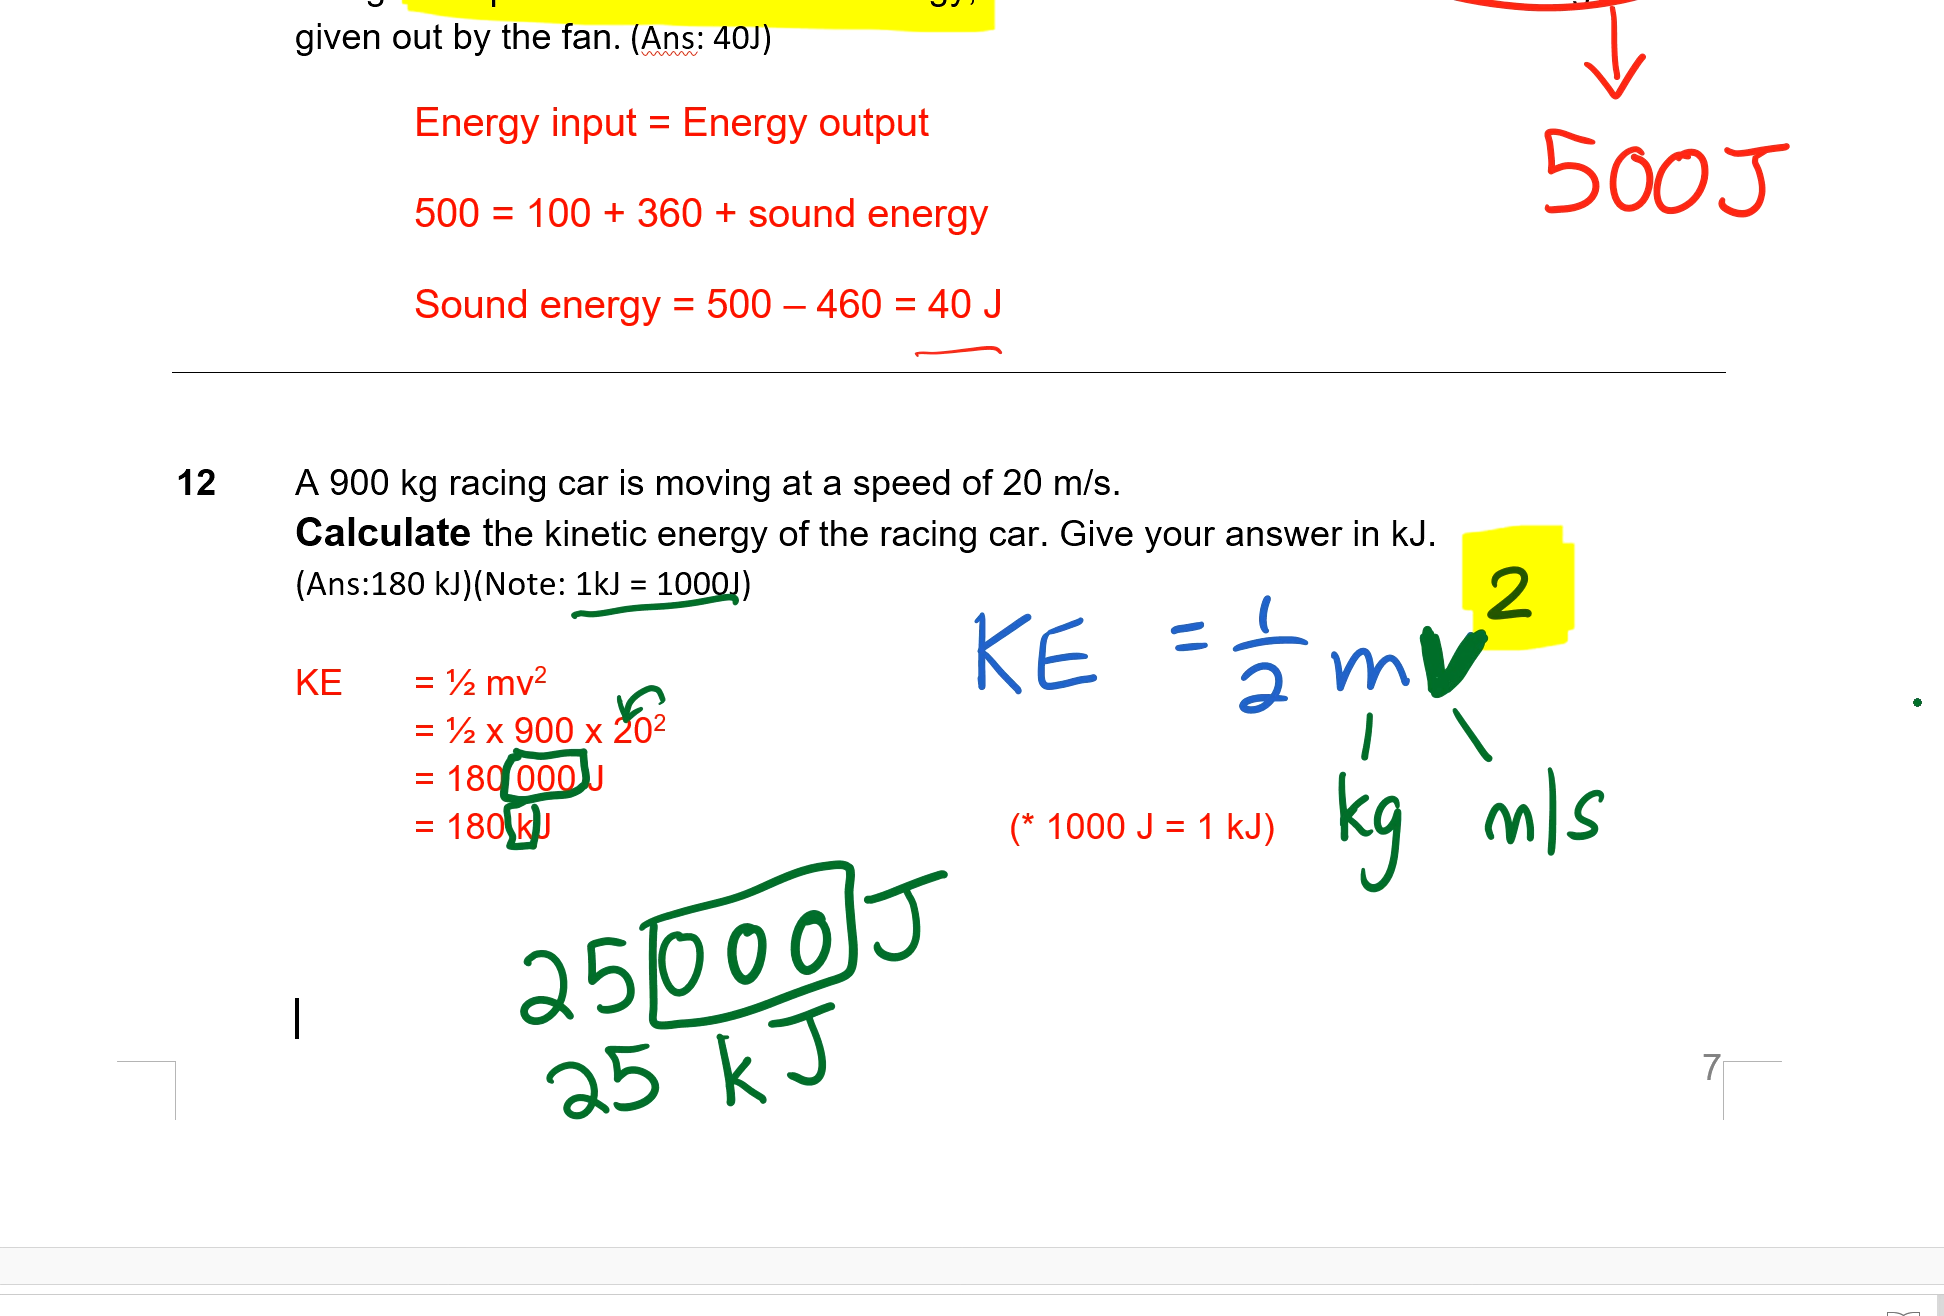 given out by the fan. (Ans: 40J)
500J
Energy input = Energy output
500 = 100 + 360 + sound energy
Sound energy = 500 – 460 = 40 J
12 A 900 kg racing car is moving at a speed of 20 m/s.
Calculate the kinetic energy of the racing car. Give your answer in kJ.
(Ans:180 kJ)(Note: 1kJ = 1000J)
KE = ½ mv²
kg m/s
KE = ½ mv²
= ½ x 900 x 20²
= 180 000 J
= 180 kJ (* 1000 J = 1 kJ)
25 000 J
25 kJ
7